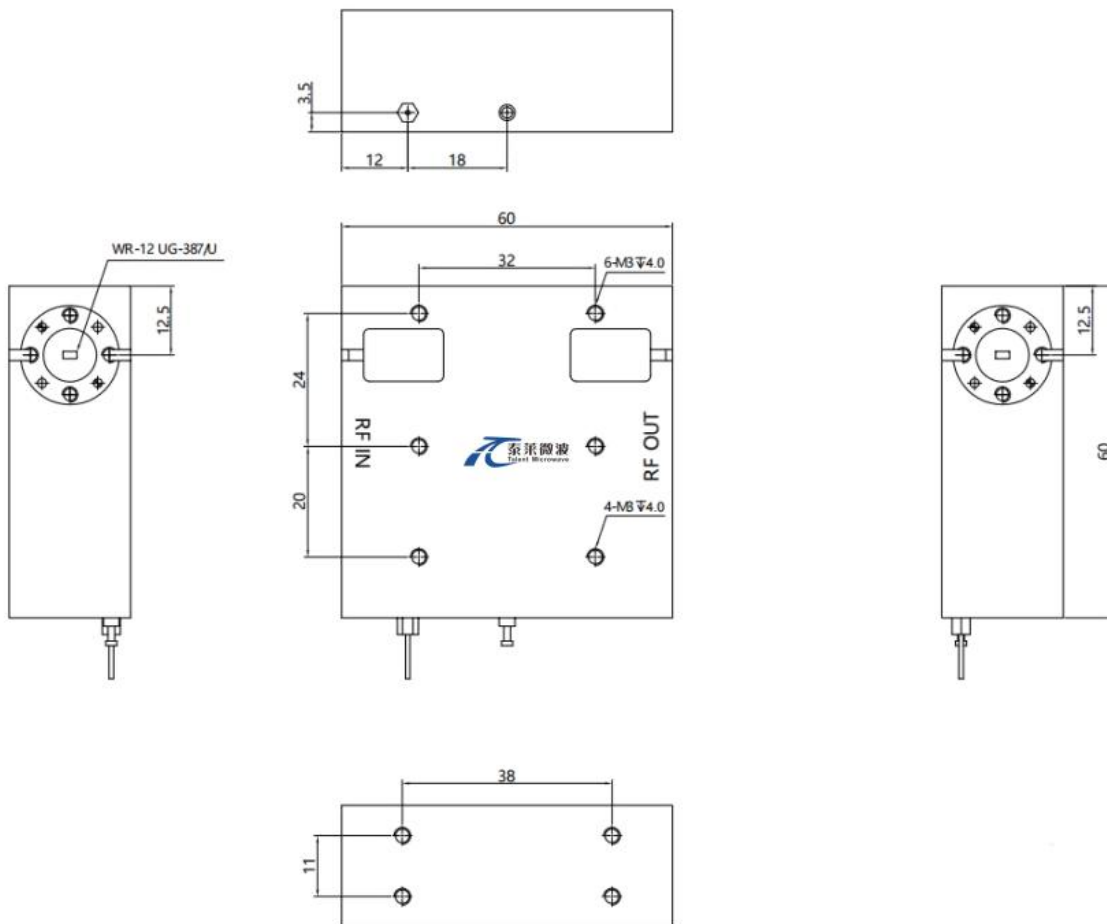 3.5
12
18
60
WR-12 UG-387/U
32
6-M3↧4.0
12.5
12.5
24
RF IN
泰莱微波
Talent Microwave
RF OUT
60
20
4-M3↧4.0
38
11